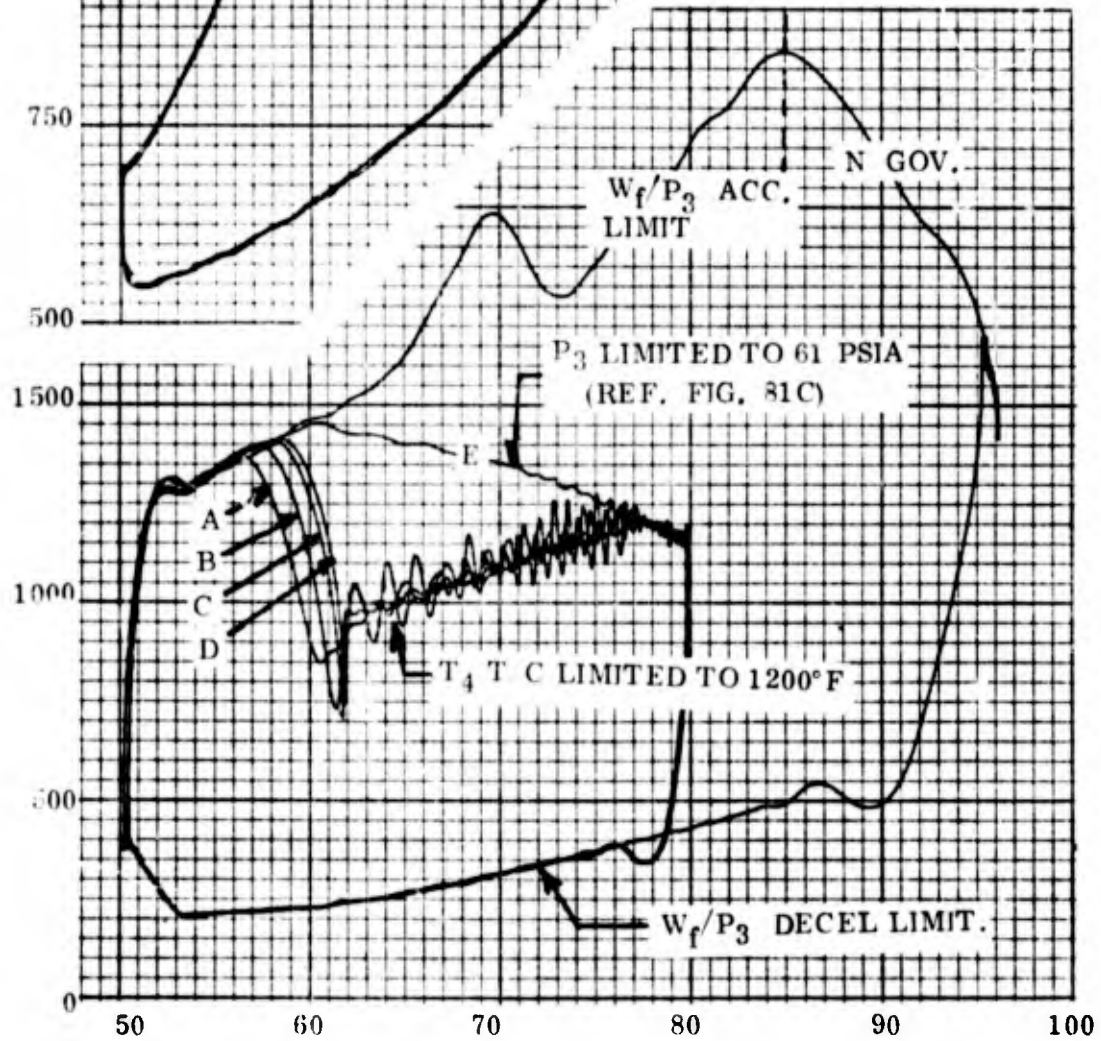 750
N GOV.
Wf/P3 ACC.
LIMIT
500
P3 LIMITED TO 61 PSIA
(REF. FIG. 81C)
1500
E
A
B
1000
C
D
T4 T C LIMITED TO 1200°F
500
Wf/P3 DECEL LIMIT.
0
50 60 70 80 90 100